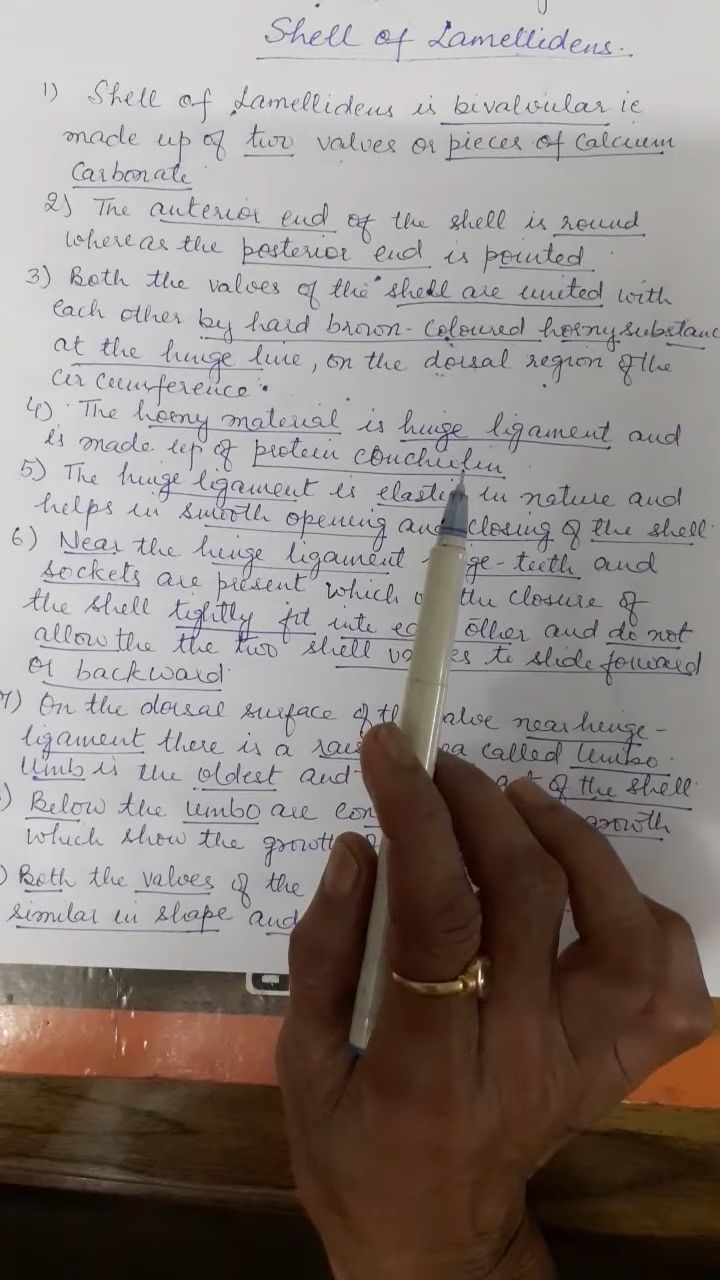 Shell of Lamellidens.
1) Shell of Lamellidens is bivalvular ie
made up of two valves or pieces of Calcium
Carbonate
2) The anterior end of the shell is round
whereas the posterior end is pointed
3) Both the valves of the shell are united with
each other by hard brown-coloured horny substanc
at the hinge line, on the dorsal region of the
circumference.
4) The horny material is hinge ligament and
is made up of protein conchiolin
5) The hinge ligament is elastic in nature and
helps in smooth opening and closing of the shell
6) Near the hinge ligament ge-teeth and
sockets are present which the closure of
the shell tightly fit into other and do not
allow the the two shell to slide forward
or backward
7) On the dorsal surface of near henge-
ligament there is a called Umbo.
Umb is the oldest and of the shell
) Below the umbo are growth
which show the
) Both the values of the
similar in shape and